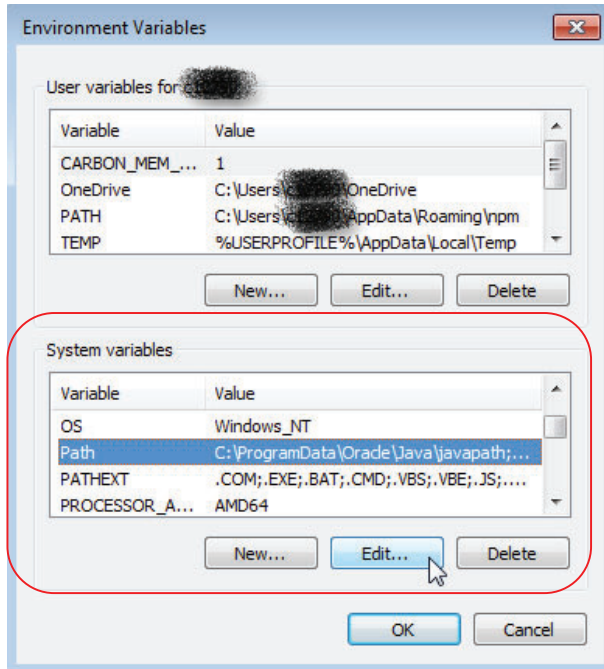 Environment Variables
User variables for
Variable Value
CARBON_MEM_... 1
OneDrive C:\Users\ \OneDrive
PATH C:\Users\ \AppData\Roaming\npm
TEMP %USERPROFILE%\AppData\Local\Temp
New... Edit... Delete
System variables
Variable Value
OS Windows_NT
Path C:\ProgramData\Oracle\Java\javapath;...
PATHEXT .COM;.EXE;.BAT;.CMD;.VBS;.VBE;.JS;....
PROCESSOR_A... AMD64
New... Edit... Delete
OK Cancel